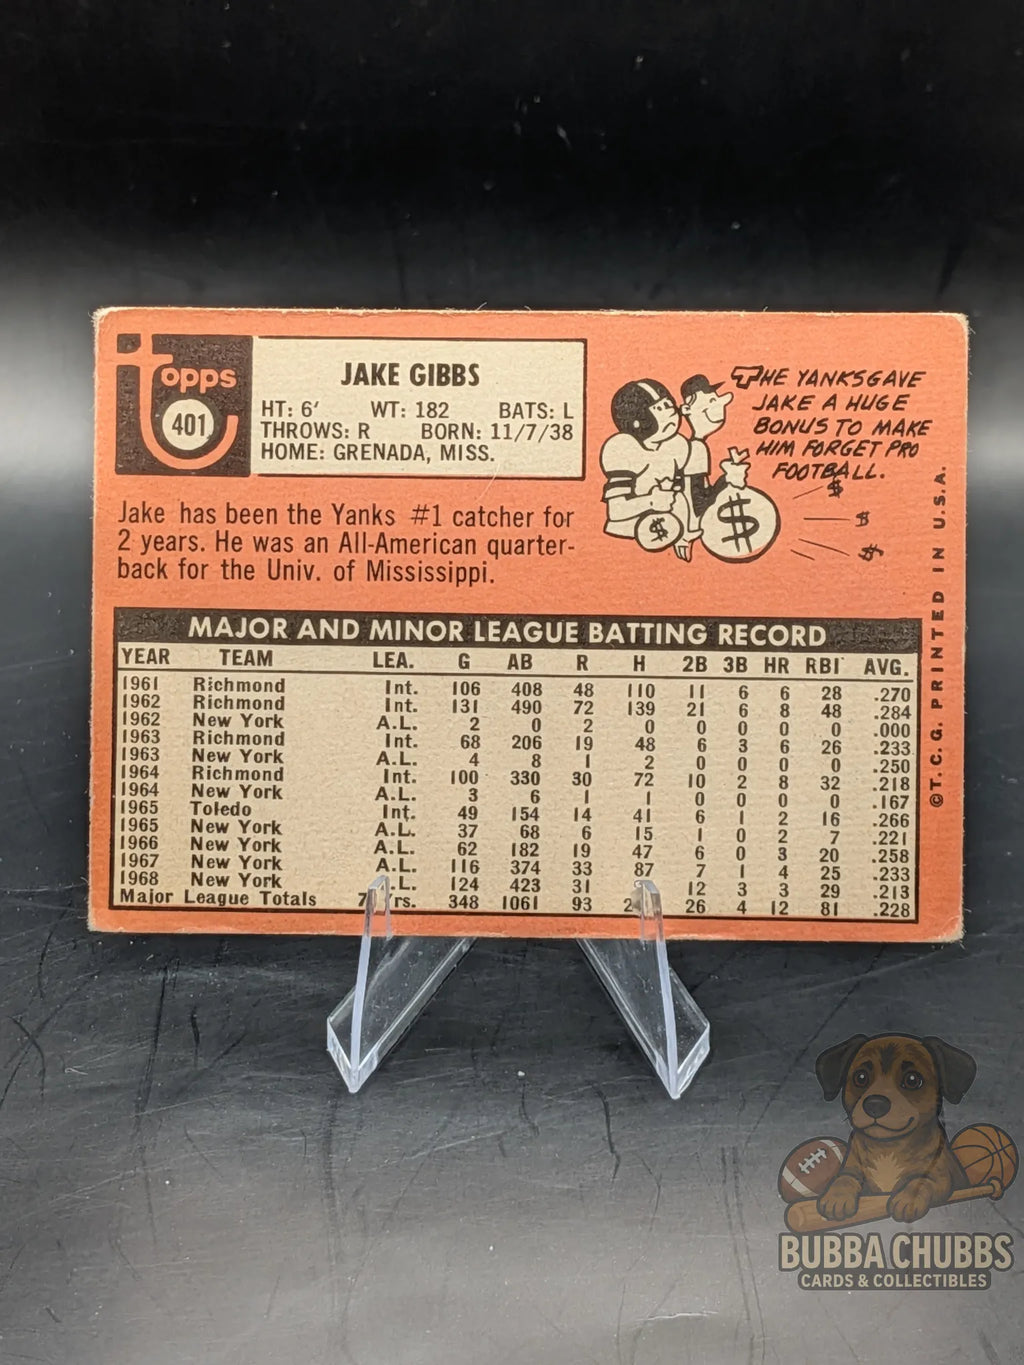 topps
401
JAKE GIBBS
HT: 6' WT: 182 BATS: L
THROWS: R BORN: 11/7/38
HOME: GRENADA, MISS.
THE YANKS GAVE
JAKE A HUGE
BONUS TO MAKE
HIM FORGET PRO
FOOTBALL.
$
$
$
$
$
Jake has been the Yanks #1 catcher for
2 years. He was an All-American quarter-
back for the Univ. of Mississippi.
MAJOR AND MINOR LEAGUE BATTING RECORD
YEAR TEAM LEA. G AB R H 2B 3B HR RBI AVG.
1961 Richmond Int. 106 408 48 110 11 6 6 28 .270
1962 Richmond Int. 131 490 72 139 21 6 8 48 .284
1962 New York A.L. 2 0 2 0 0 0 0 0 .000
1963 Richmond Int. 68 206 19 48 6 3 6 26 .233
1963 New York A.L. 4 8 1 2 0 0 0 0 .250
1964 Richmond Int. 100 330 30 72 10 2 8 32 .218
1964 New York A.L. 3 6 1 1 0 0 0 0 .167
1965 Toledo Int. 49 154 14 41 6 1 2 16 .266
1965 New York A.L. 37 68 6 15 1 0 2 7 .221
1966 New York A.L. 62 182 19 47 6 0 3 20 .258
1967 New York A.L. 116 374 33 87 7 1 4 25 .233
1968 New York .L. 124 423 31 12 3 3 29 .213
Major League Totals 7 rs. 348 1061 93 26 4 12 81 .228
©T.C.G. PRINTED IN U.S.A.
BUBBA CHUBBS
CARDS & COLLECTIBLES